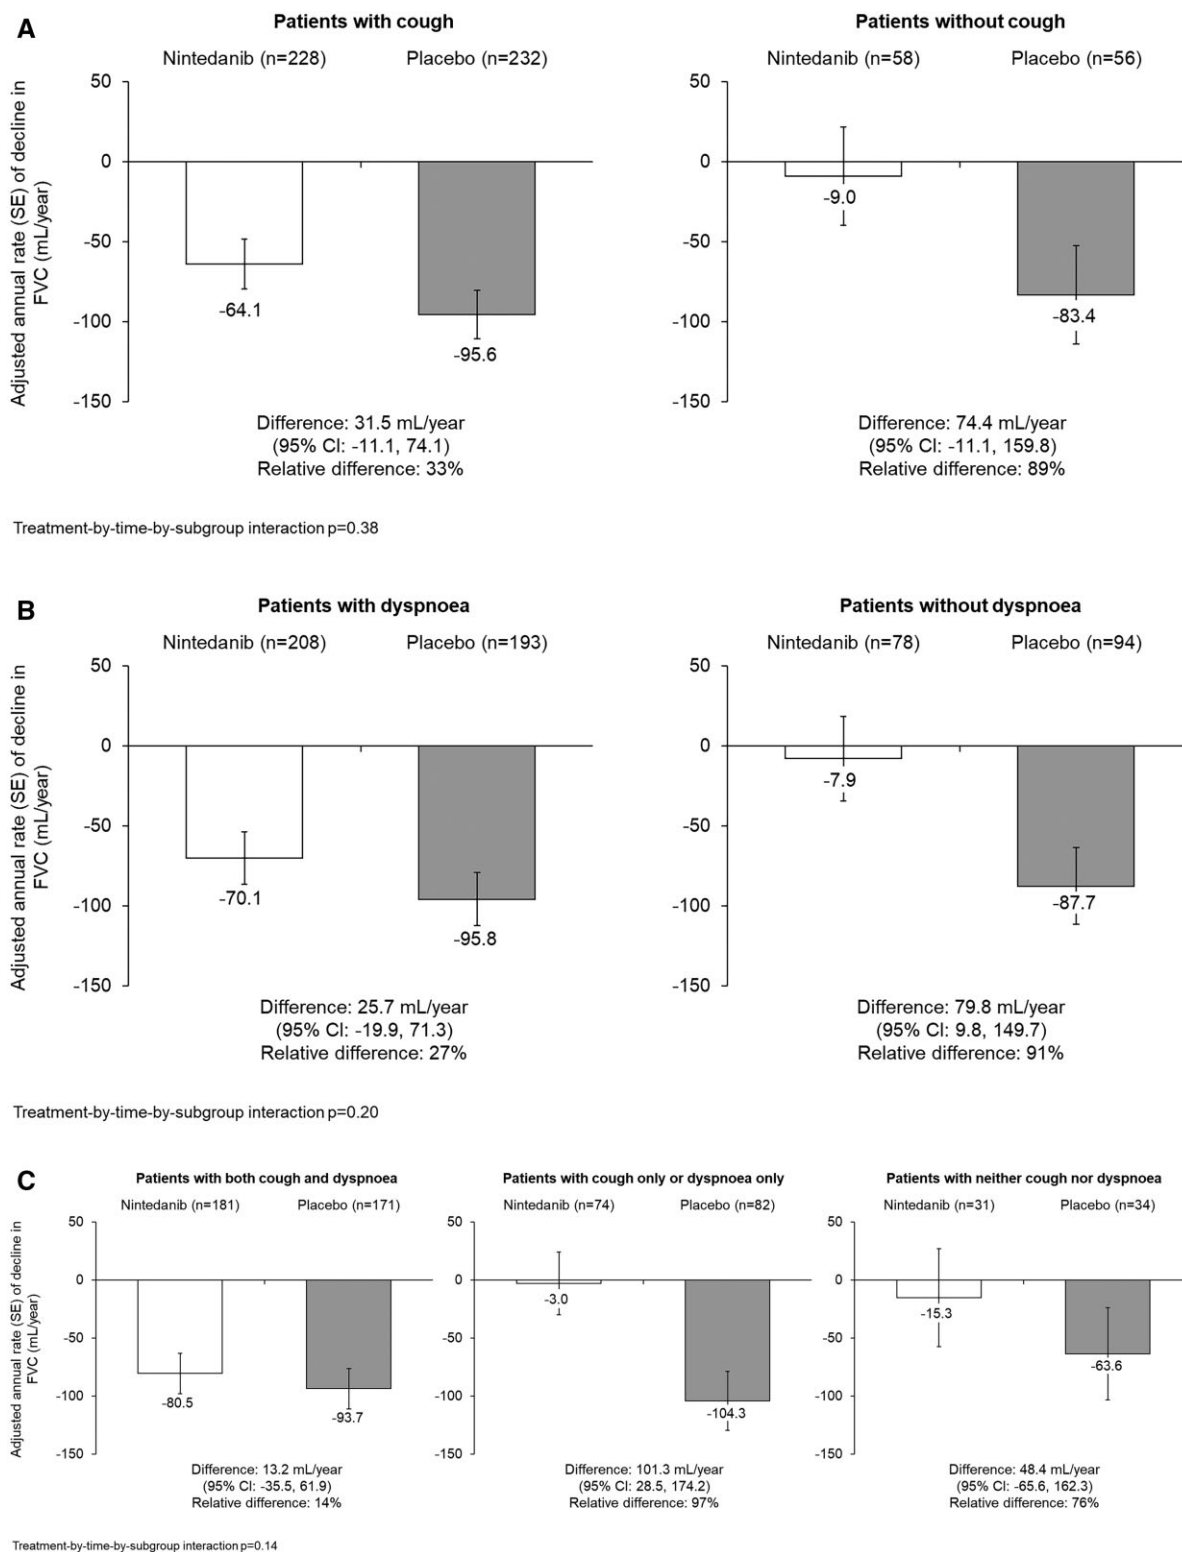 A
Patients with cough
Patients without cough
Nintedanib (n=228)
Placebo (n=232)
Nintedanib (n=58)
Placebo (n=56)
Adjusted annual rate (SE) of decline in
FVC (mL/year)
50
0
-50
-100
-150
-64.1
-95.6
50
0
-50
-100
-150
-9.0
-83.4
Difference: 31.5 mL/year
(95% CI: -11.1, 74.1)
Relative difference: 33%
Difference: 74.4 mL/year
(95% CI: -11.1, 159.8)
Relative difference: 89%
Treatment-by-time-by-subgroup interaction p=0.38
B
Patients with dyspnoea
Patients without dyspnoea
Nintedanib (n=208)
Placebo (n=193)
Nintedanib (n=78)
Placebo (n=94)
Adjusted annual rate (SE) of decline in
FVC (mL/year)
50
0
-50
-100
-150
-70.1
-95.8
50
0
-50
-100
-150
-7.9
-87.7
Difference: 25.7 mL/year
(95% CI: -19.9, 71.3)
Relative difference: 27%
Difference: 79.8 mL/year
(95% CI: 9.8, 149.7)
Relative difference: 91%
Treatment-by-time-by-subgroup interaction p=0.20
C
Patients with both cough and dyspnoea
Patients with cough only or dyspnoea only
Patients with neither cough nor dyspnoea
Nintedanib (n=181)
Placebo (n=171)
Nintedanib (n=74)
Placebo (n=82)
Nintedanib (n=31)
Placebo (n=34)
Adjusted annual rate (SE) of decline in
FVC (mL/year)
50
0
-50
-100
-150
-80.5
-93.7
50
0
-50
-100
-150
-3.0
-104.3
50
0
-50
-100
-150
-15.3
-63.6
Difference: 13.2 mL/year
(95% CI: -35.5, 61.9)
Relative difference: 14%
Difference: 101.3 mL/year
(95% CI: 28.5, 174.2)
Relative difference: 97%
Difference: 48.4 mL/year
(95% CI: -65.6, 162.3)
Relative difference: 76%
Treatment-by-time-by-subgroup interaction p=0.14